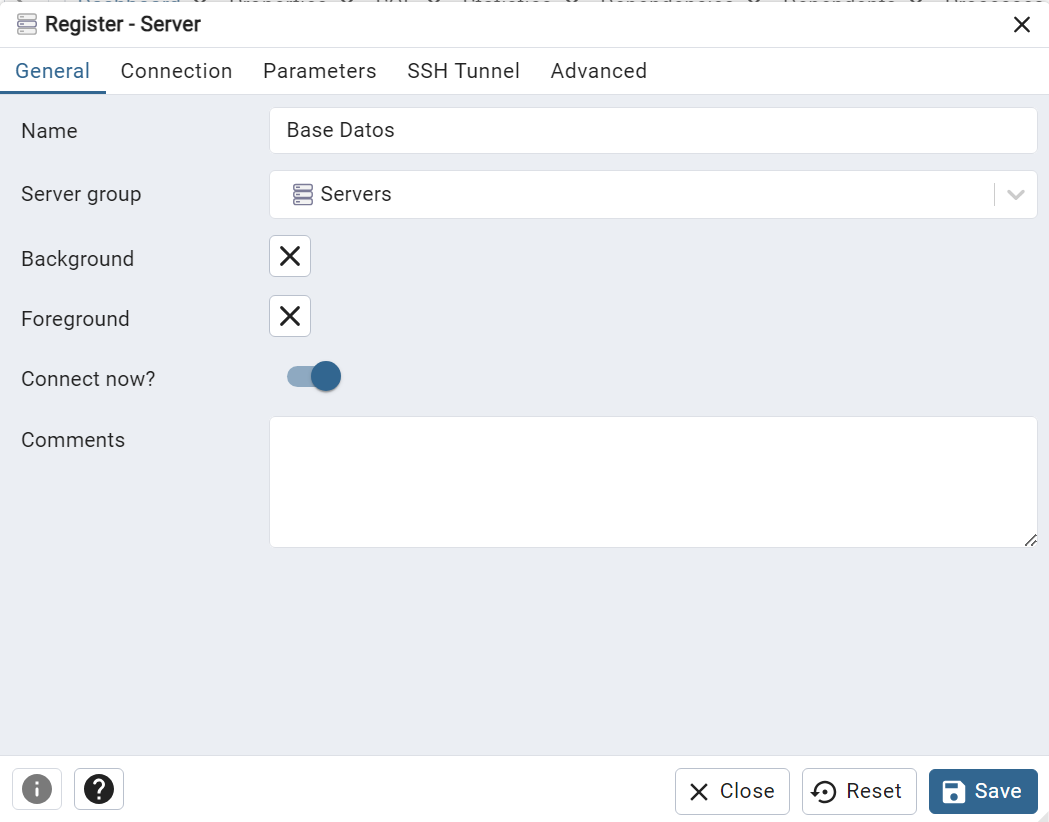 Register - Server
General Connection Parameters SSH Tunnel Advanced
Name Base Datos
Server group Servers
Background
Foreground
Connect now?
Comments
Close Reset Save